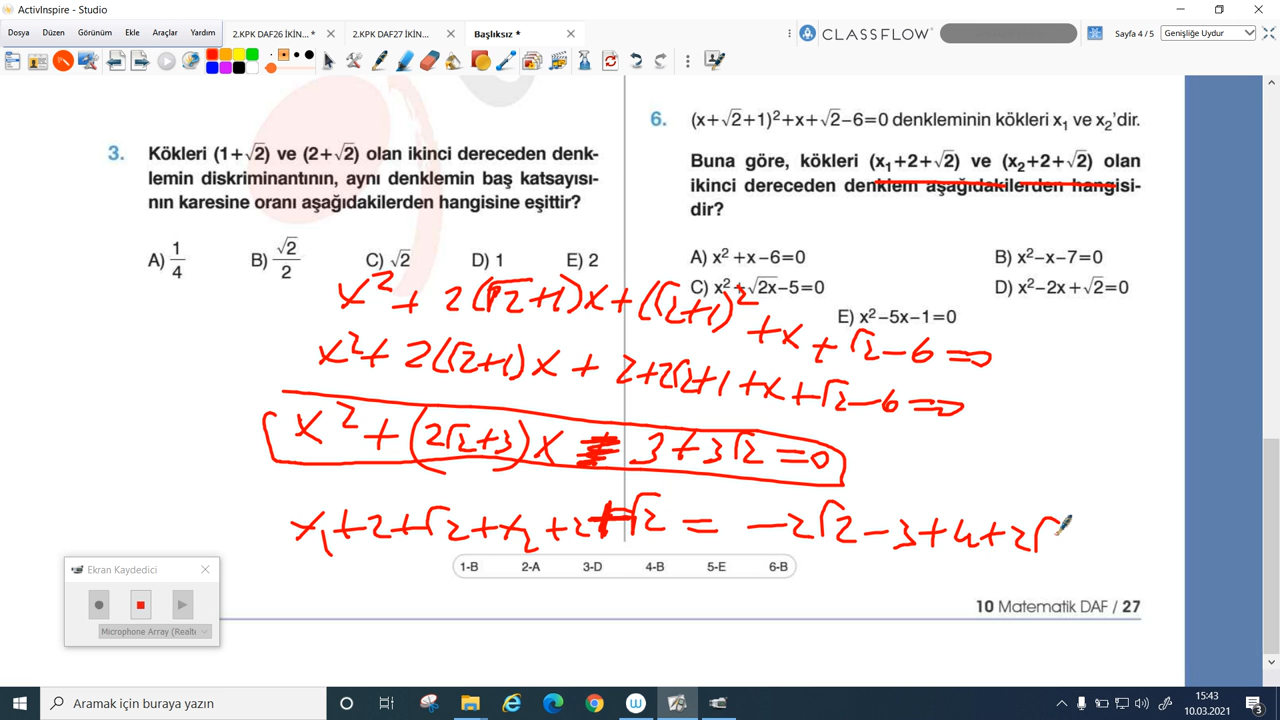 ActivInspire - Studio
Dosya Düzen Görünüm Ekle Araçlar Yardım
2.KPK DAF26 İKİN... * 2.KPK DAF27 İKİN... Başlıksız *
CLASSFLOW
Sayfa 4 / 5 Genişliğe Uydur
3. Kökleri (1+√2) ve (2+√2) olan ikinci dereceden denk-
lemin diskriminantının, aynı denklemin baş katsayısı-
nın karesine oranı aşağıdakilerden hangisine eşittir?
A) 1/4 B) √2/2 C) √2 D) 1 E) 2
6. (x+√2+1)²+x+√2−6=0 denkleminin kökleri x₁ ve x₂'dir.
Buna göre, kökleri (x₁+2+√2) ve (x₂+2+√2) olan
ikinci dereceden denklem aşağıdakilerden hangisi-
dir?
A) x² +x−6=0 B) x²−x−7=0
C) x²+√2x−5=0 D) x²−2x+√2=0
E) x²−5x−1=0
x² + 2(√2+1)x + (√2+1)² + x + √2 − 6 = 0
x² + 2(√2+1)x + 2+2√2+1 + x + √2 − 6 = 0
x² + (2√2+3)x − 3+3√2 = 0
x₁+2+√2+x₂+2+√2 = −2√2−3+4+2√
1-B 2-A 3-D 4-B 5-E 6-B
10 Matematik DAF / 27
Ekran Kaydedici
Microphone Array (Realt
Aramak için buraya yazın
15:43
10.03.2021
3